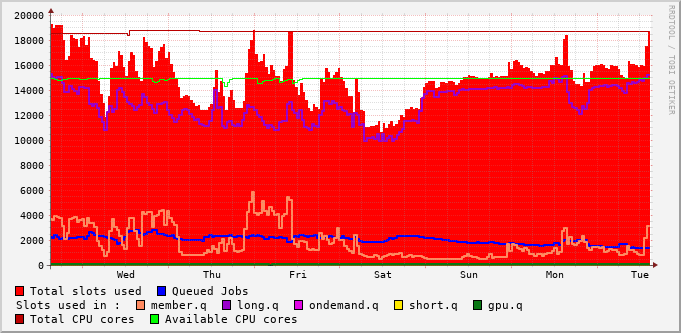 20000
18000
16000
14000
12000
10000
8000
6000
4000
2000
0
Wed Thu Fri Sat Sun Mon Tue
RRDTOOL / TOBI OETIKER
Total slots used Queued Jobs
Slots used in : member.q long.q ondemand.q short.q gpu.q
Total CPU cores Available CPU cores